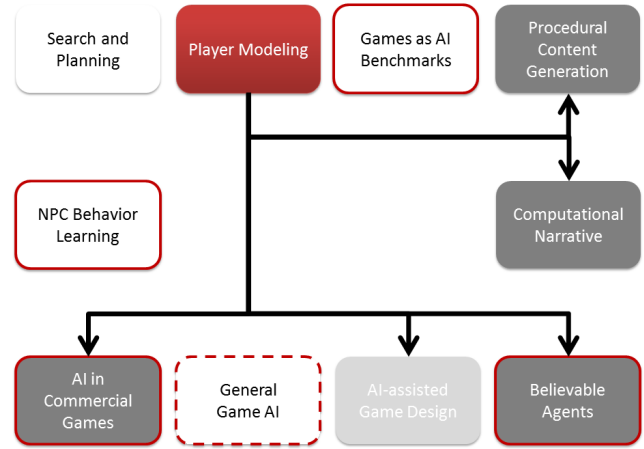 Search and
Planning
Player Modeling
Games as AI
Benchmarks
Procedural
Content
Generation
NPC Behavior
Learning
Computational
Narrative
AI in
Commercial
Games
General
Game AI
AI-assisted
Game Design
Believable
Agents